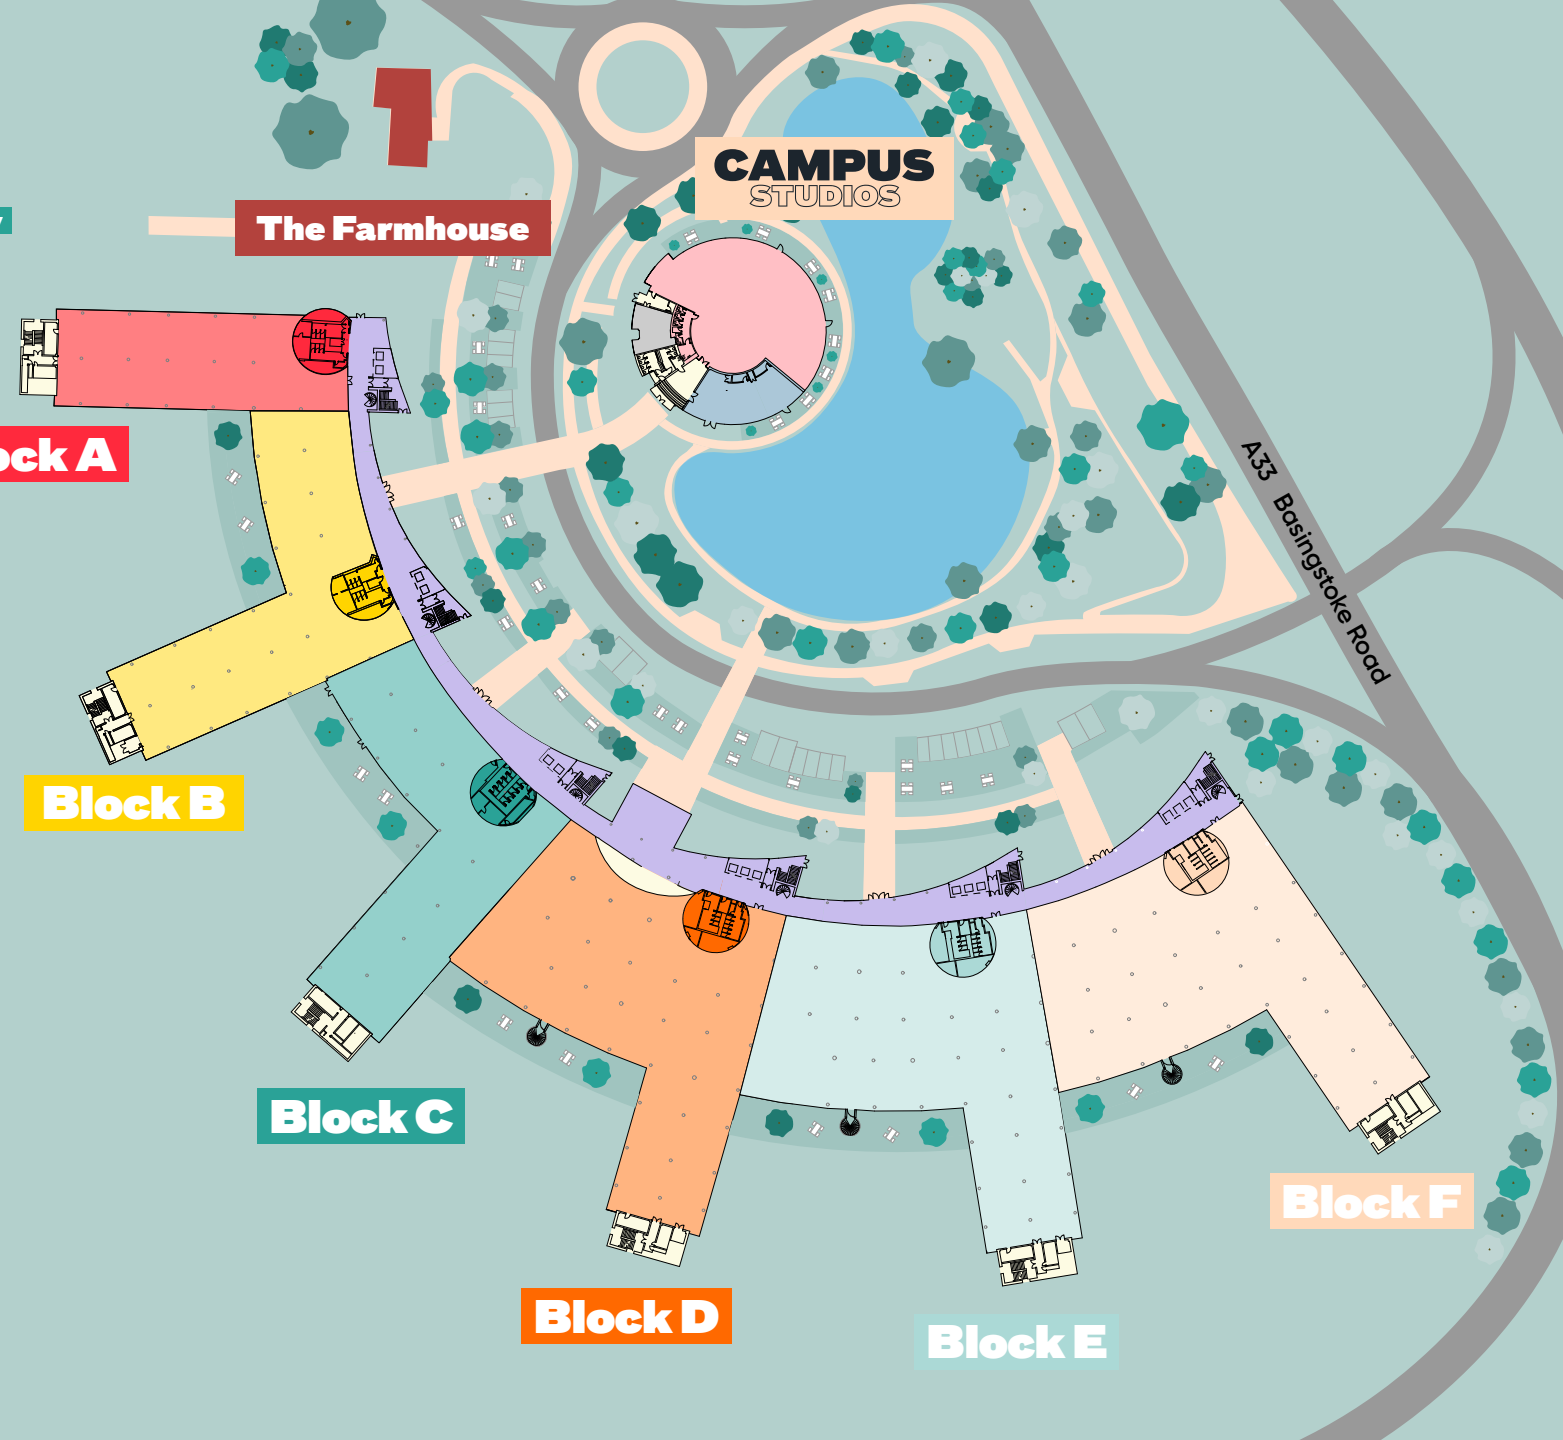 CAMPUS
STUDIOS
The Farmhouse
ock A
A33 Basingstoke Road
Block B
Block C
Block F
Block D
Block E